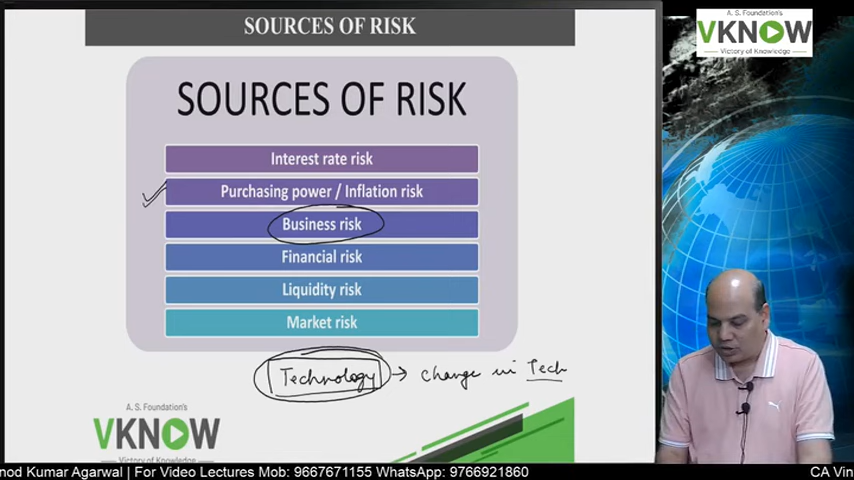 SOURCES OF RISK
A. S. Foundation's
VKNOW
Victory of Knowledge
SOURCES OF RISK
Interest rate risk
Purchasing power / Inflation risk
Business risk
Financial risk
Liquidity risk
Market risk
Technology → change in Tech
A. S. Foundation's
VKNOW
Victory of Knowledge
nod Kumar Agarwal | For Video Lectures Mob: 9667671155 WhatsApp: 9766921860
CA Vin